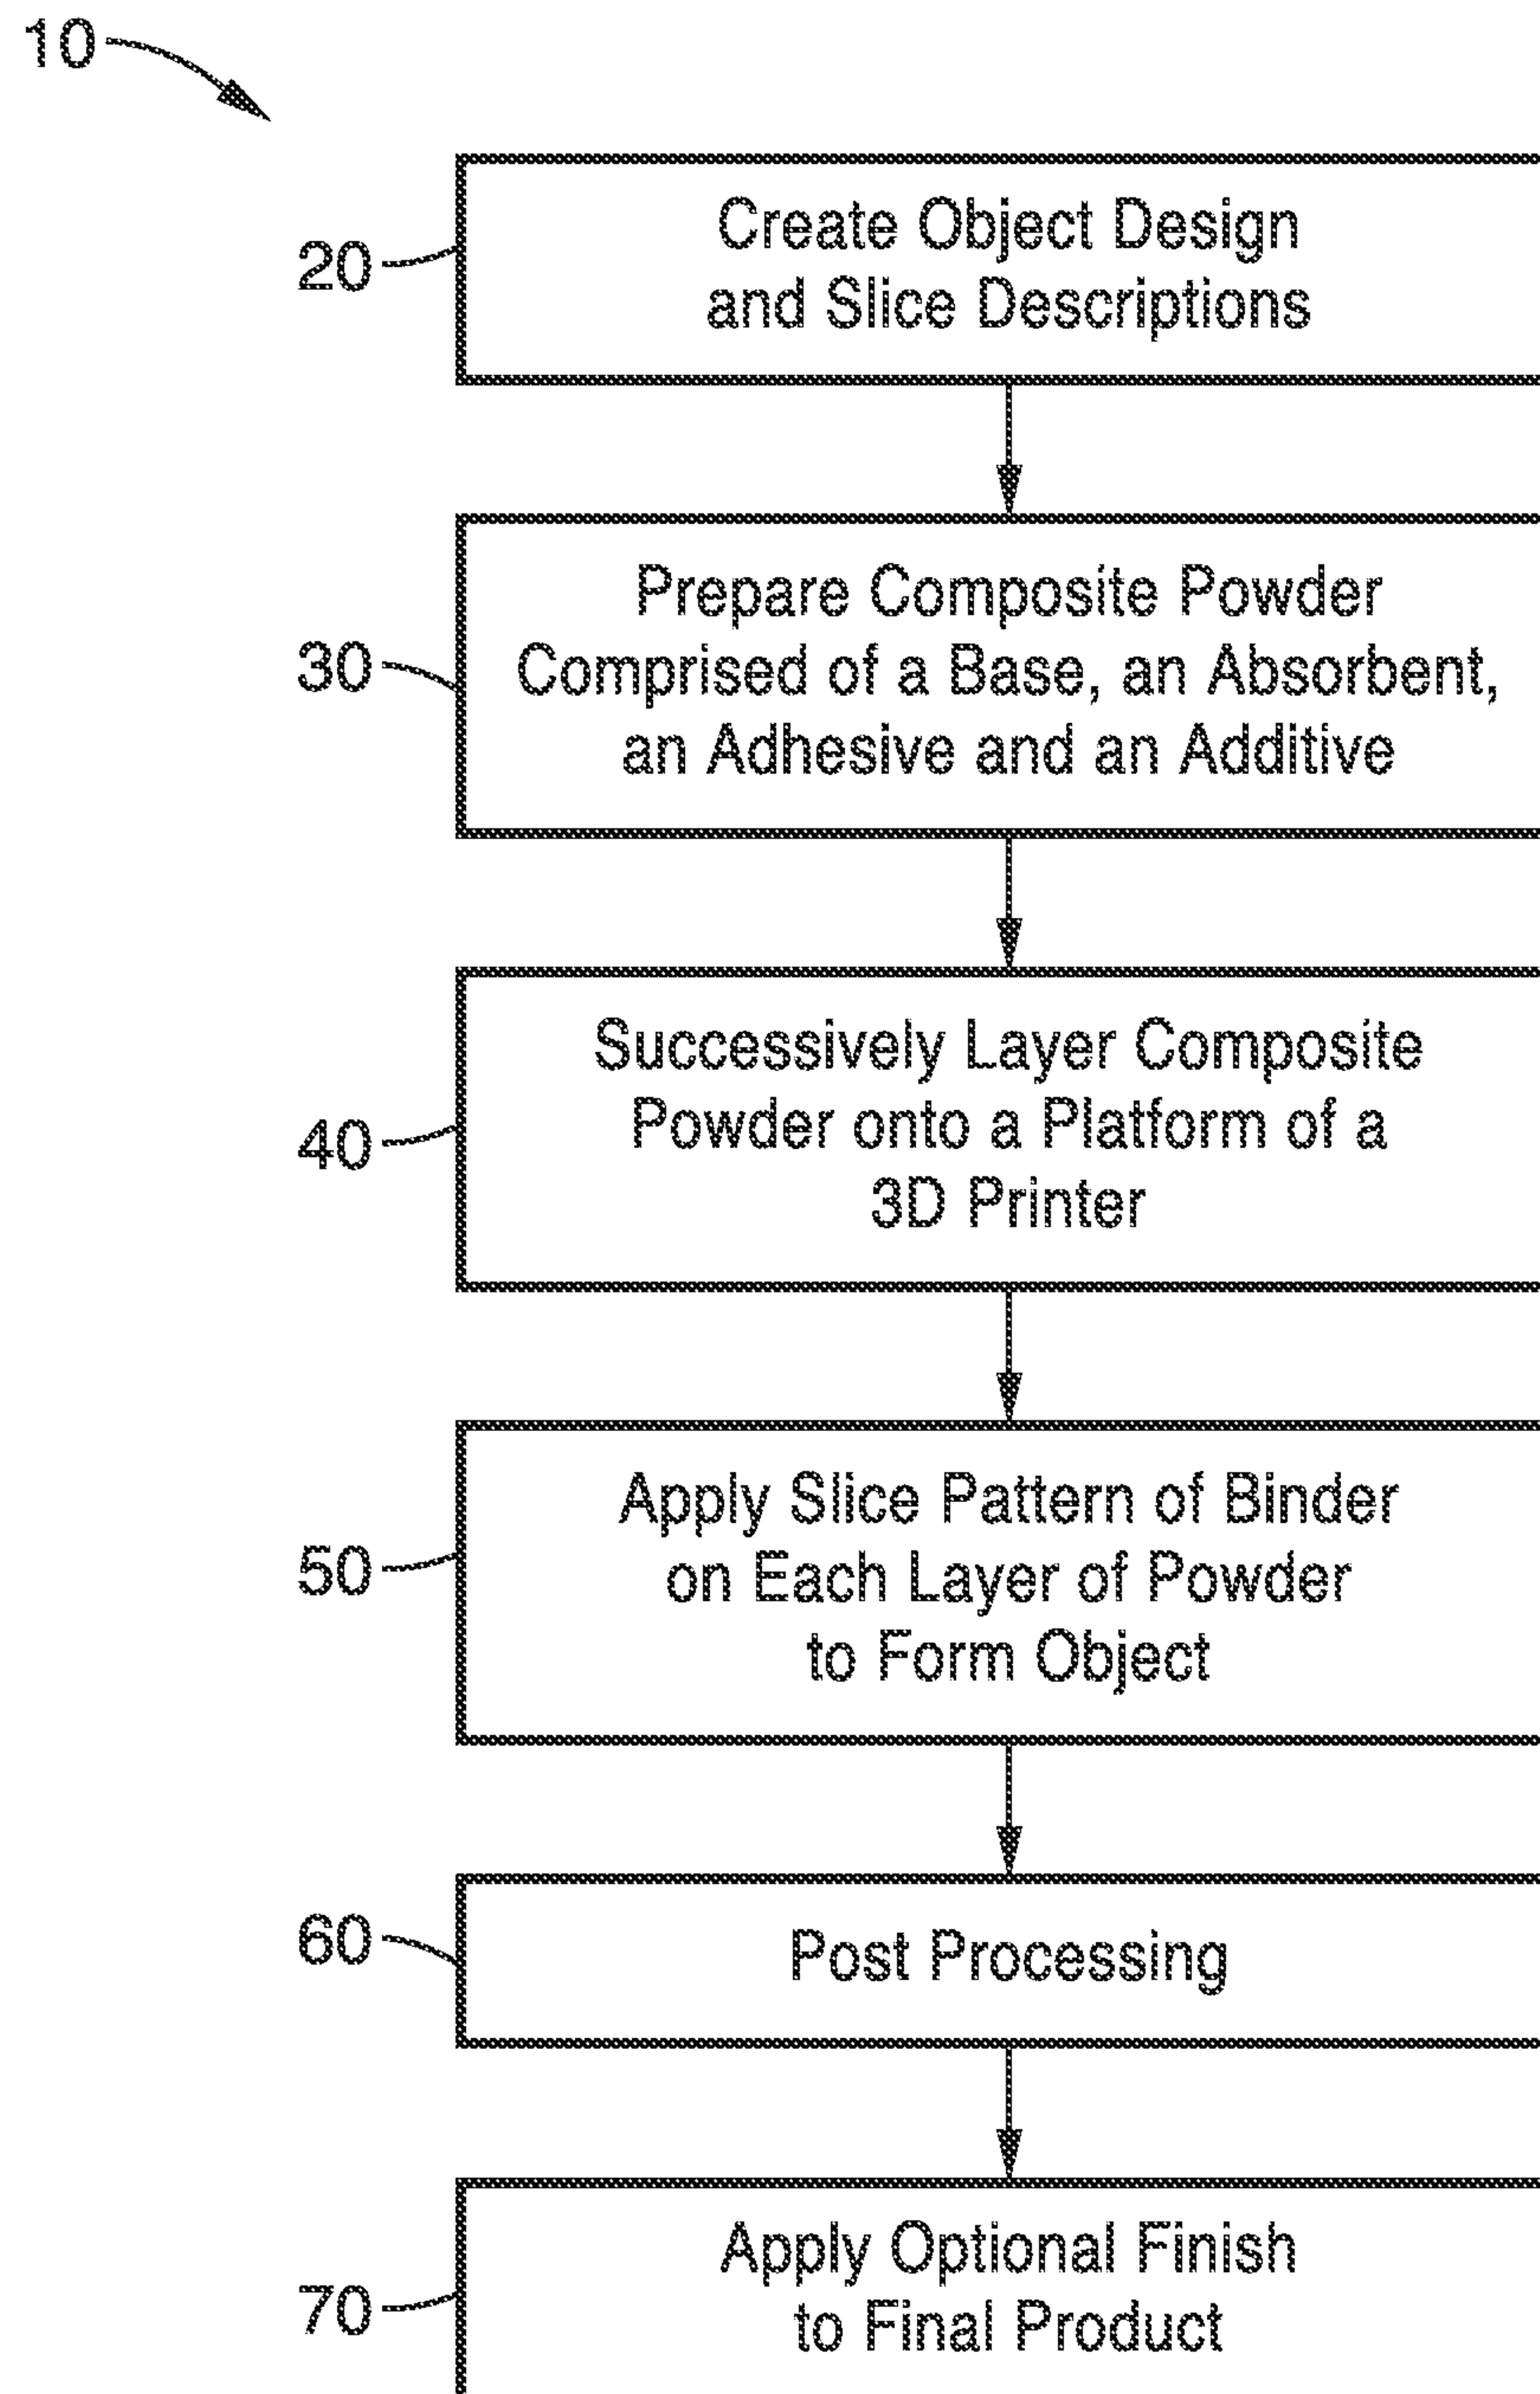 10
20
Create Object Design
and Slice Descriptions
30
Prepare Composite Powder
Comprised of a Base, an Absorbent,
an Adhesive and an Additive
40
Successively Layer Composite
Powder onto a Platform of a
3D Printer
50
Apply Slice Pattern of Binder
on Each Layer of Powder
to Form Object
60
Post Processing
70
Apply Optional Finish
to Final Product